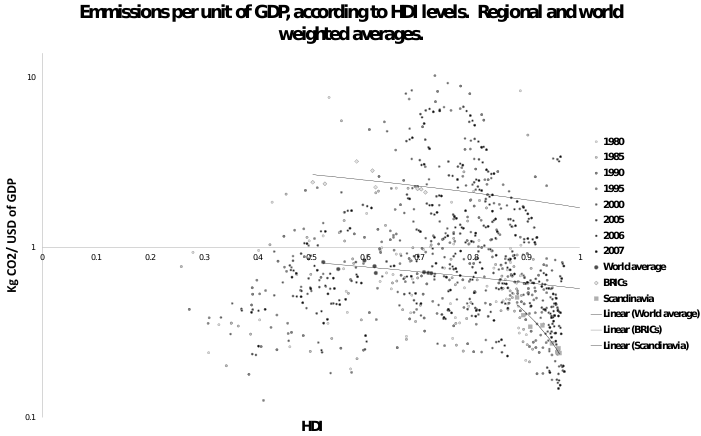 Emmissions per unit of GDP, according to HDI levels. Regional and world
weighted averages.
10
1
0.1
Kg CO2/ USD of GDP
0
0.1
0.2
0.3
0.4
0.5
0.6
0.7
0.8
0.9
1
HDI
1980
1985
1990
1995
2000
2005
2006
2007
World average
BRICs
Scandinavia
Linear (World average)
Linear (BRICs)
Linear (Scandinavia)